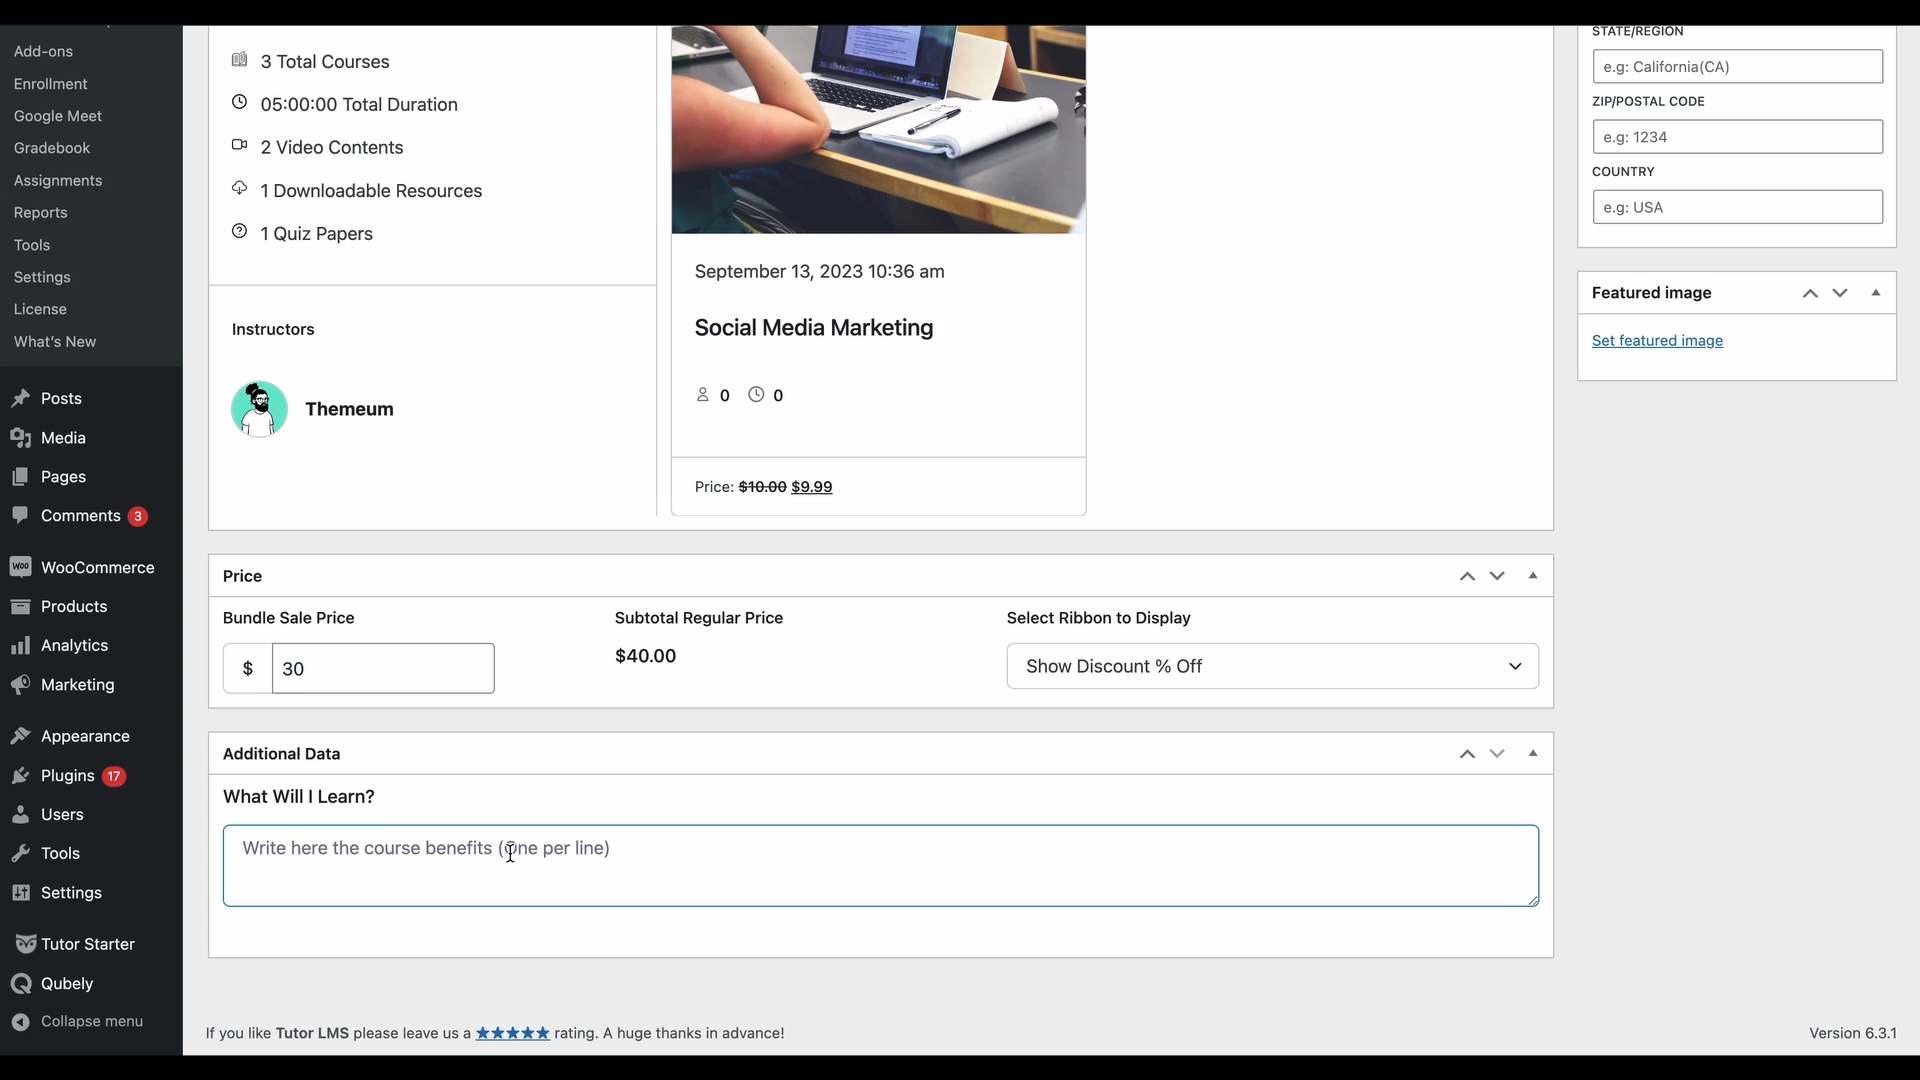 Add-ons
Enrollment
Google Meet
Gradebook
Assignments
Reports
Tools
Settings
License
What's New
Posts
Media
Pages
Comments 3
WooCommerce
Products
Analytics
Marketing
Appearance
Plugins 17
Users
Tools
Settings
Tutor Starter
Qubely
Collapse menu
3 Total Courses
05:00:00 Total Duration
2 Video Contents
1 Downloadable Resources
1 Quiz Papers
Instructors
Themeum
September 13, 2023 10:36 am
Social Media Marketing
0 0
Price: $10.00 $9.99
Price
Bundle Sale Price
$ 30
Subtotal Regular Price
$40.00
Select Ribbon to Display
Show Discount % Off
Additional Data
What Will I Learn?
Write here the course benefits (one per line)
If you like Tutor LMS please leave us a ★★★★★ rating. A huge thanks in advance!
Version 6.3.1
STATE/REGION
e.g: California(CA)
ZIP/POSTAL CODE
e.g: 1234
COUNTRY
e.g: USA
Featured image
Set featured image